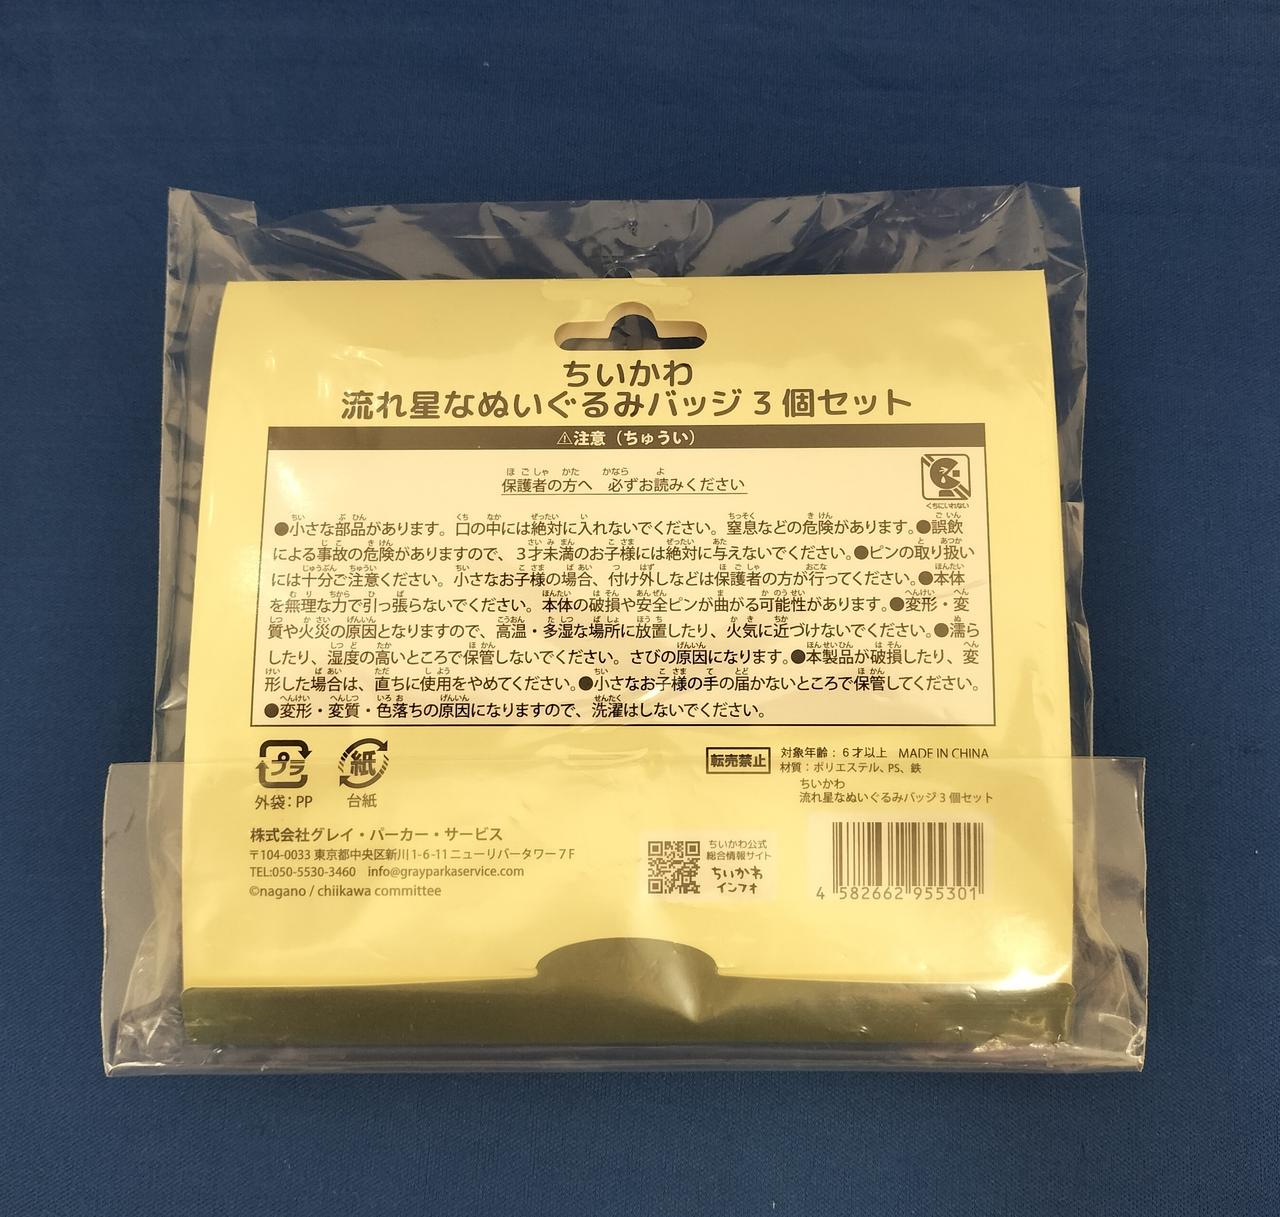 ちいかわ
流れ星なぬいぐるみバッジ3個セット
⚠注意（ちゅうい）
保護者の方へ 必ずお読みください
くちにいれない
●小さな部品があります。口の中には絶対に入れないでください。窒息などの危険があります。●誤飲
による事故の危険がありますので、3才未満のお子様には絶対に与えないでください。●ピンの取り扱い
には十分ご注意ください。小さなお子様の場合、付け外しなどは保護者の方が行ってください。●本体
を無理な力で引っ張らないでください。本体の破損や安全ピンが曲がる可能性があります。●変形・変
質や火災の原因となりますので、高温・多湿な場所に放置したり、火気に近づけないでください。●濡ら
したり、湿度の高いところで保管しないでください。さびの原因になります。●本製品が破損したり、変
形した場合は、直ちに使用をやめてください。●小さなお子様の手の届かないところで保管してください。
●変形・変質・色落ちの原因になりますので、洗濯はしないでください。
プラ
外袋：PP
紙
台紙
転売禁止
対象年齢：6才以上 MADE IN CHINA
材質：ポリエステル、PS、鉄
ちいかわ
流れ星なぬいぐるみバッジ3個セット
株式会社グレイ・パーカー・サービス
〒104-0033 東京都中央区新川1-6-11ニューリバータワー7F
TEL:050-5530-3460 info@grayparkaservice.com
©nagano / chiikawa committee
ちいかわ公式
総合情報サイト
ちいかわ
インフォ
4 582662 955301